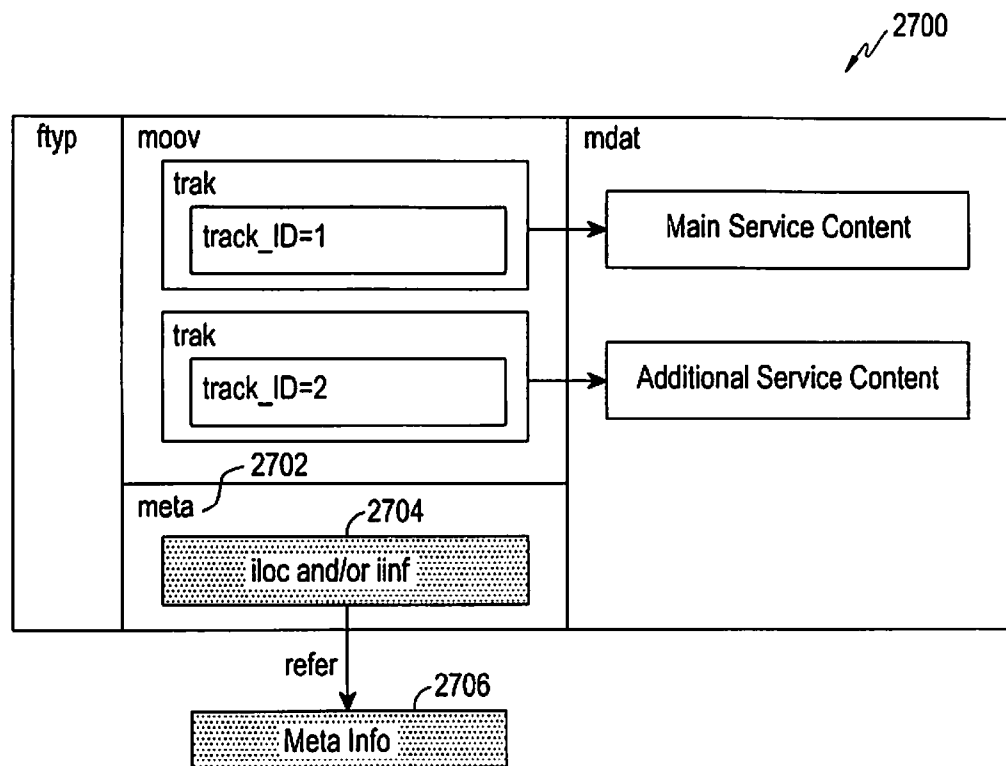 2700
ftyp
moov
mdat
trak
track_ID=1
Main Service Content
trak
track_ID=2
Additional Service Content
2702
meta
2704
iloc and/or iinf
refer
2706
Meta Info